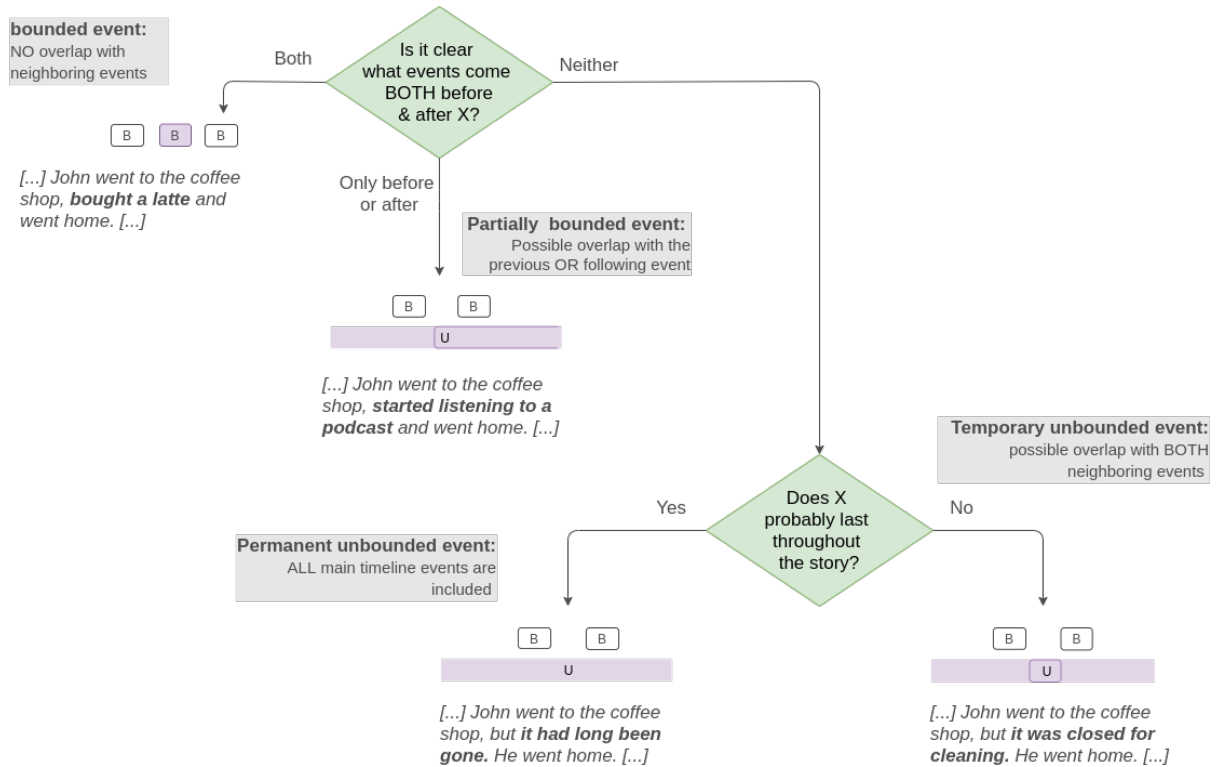 bounded event:
NO overlap with
neighboring events
Both
Is it clear
what events come
BOTH before
& after X?
Neither
B B B
[...] John went to the coffee
shop, bought a latte and
went home. [...]
Only before
or after
Partially bounded event:
Possible overlap with the
previous OR following event
B B
U
[...] John went to the coffee
shop, started listening to a
podcast and went home. [...]
Temporary unbounded event:
possible overlap with BOTH
neighboring events
Does X
probably last
throughout
the story?
Yes
No
Permanent unbounded event:
ALL main timeline events are
included
B B
U
[...] John went to the coffee
shop, but it had long been
gone. He went home. [...]
B B
U
[...] John went to the coffee
shop, but it was closed for
cleaning. He went home. [...]